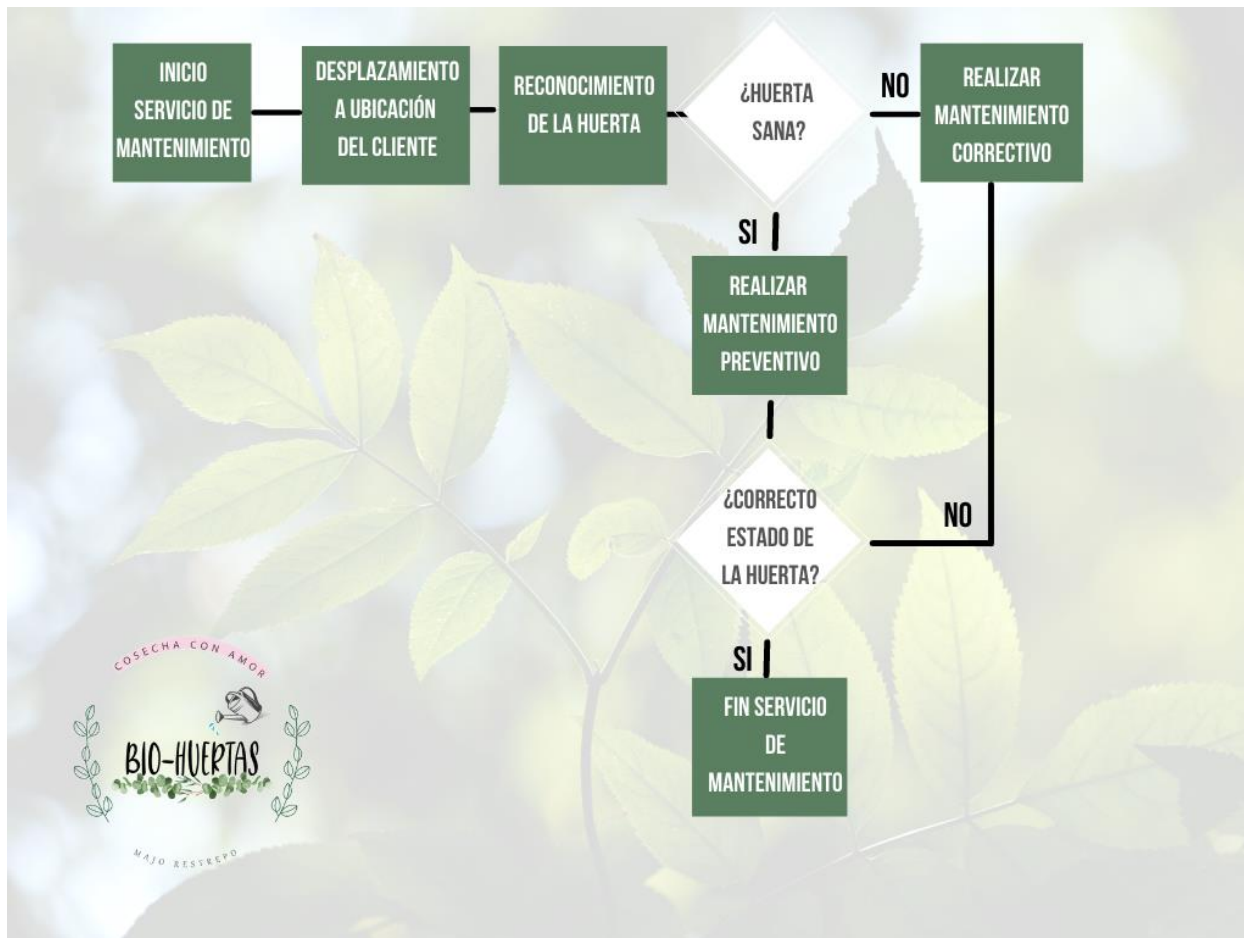 INICIO
SERVICIO DE
MANTENIMIENTO
DESPLAZAMIENTO
A UBICACIÓN
DEL CLIENTE
RECONOCIMIENTO
DE LA HUERTA
¿HUERTA
SANA?
NO
REALIZAR
MANTENIMIENTO
CORRECTIVO
SI
REALIZAR
MANTENIMIENTO
PREVENTIVO
¿CORRECTO
ESTADO DE
LA HUERTA?
NO
SI
FIN SERVICIO
DE
MANTENIMIENTO
COSECHA CON AMOR
BIO-HUERTAS
MAJO RESTREPO